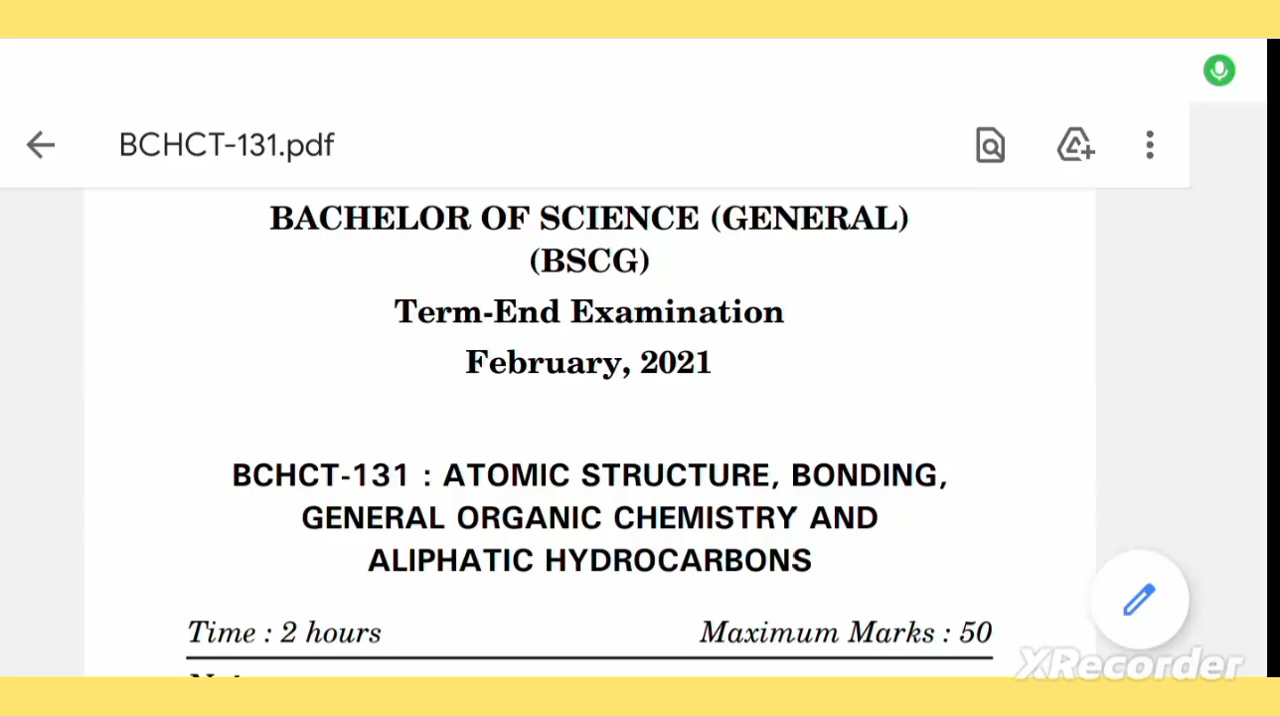 BCHCT-131.pdf
BACHELOR OF SCIENCE (GENERAL)
(BSCG)
Term-End Examination
February, 2021
BCHCT-131 : ATOMIC STRUCTURE, BONDING,
GENERAL ORGANIC CHEMISTRY AND
ALIPHATIC HYDROCARBONS
Time : 2 hours Maximum Marks : 50
XRecorder